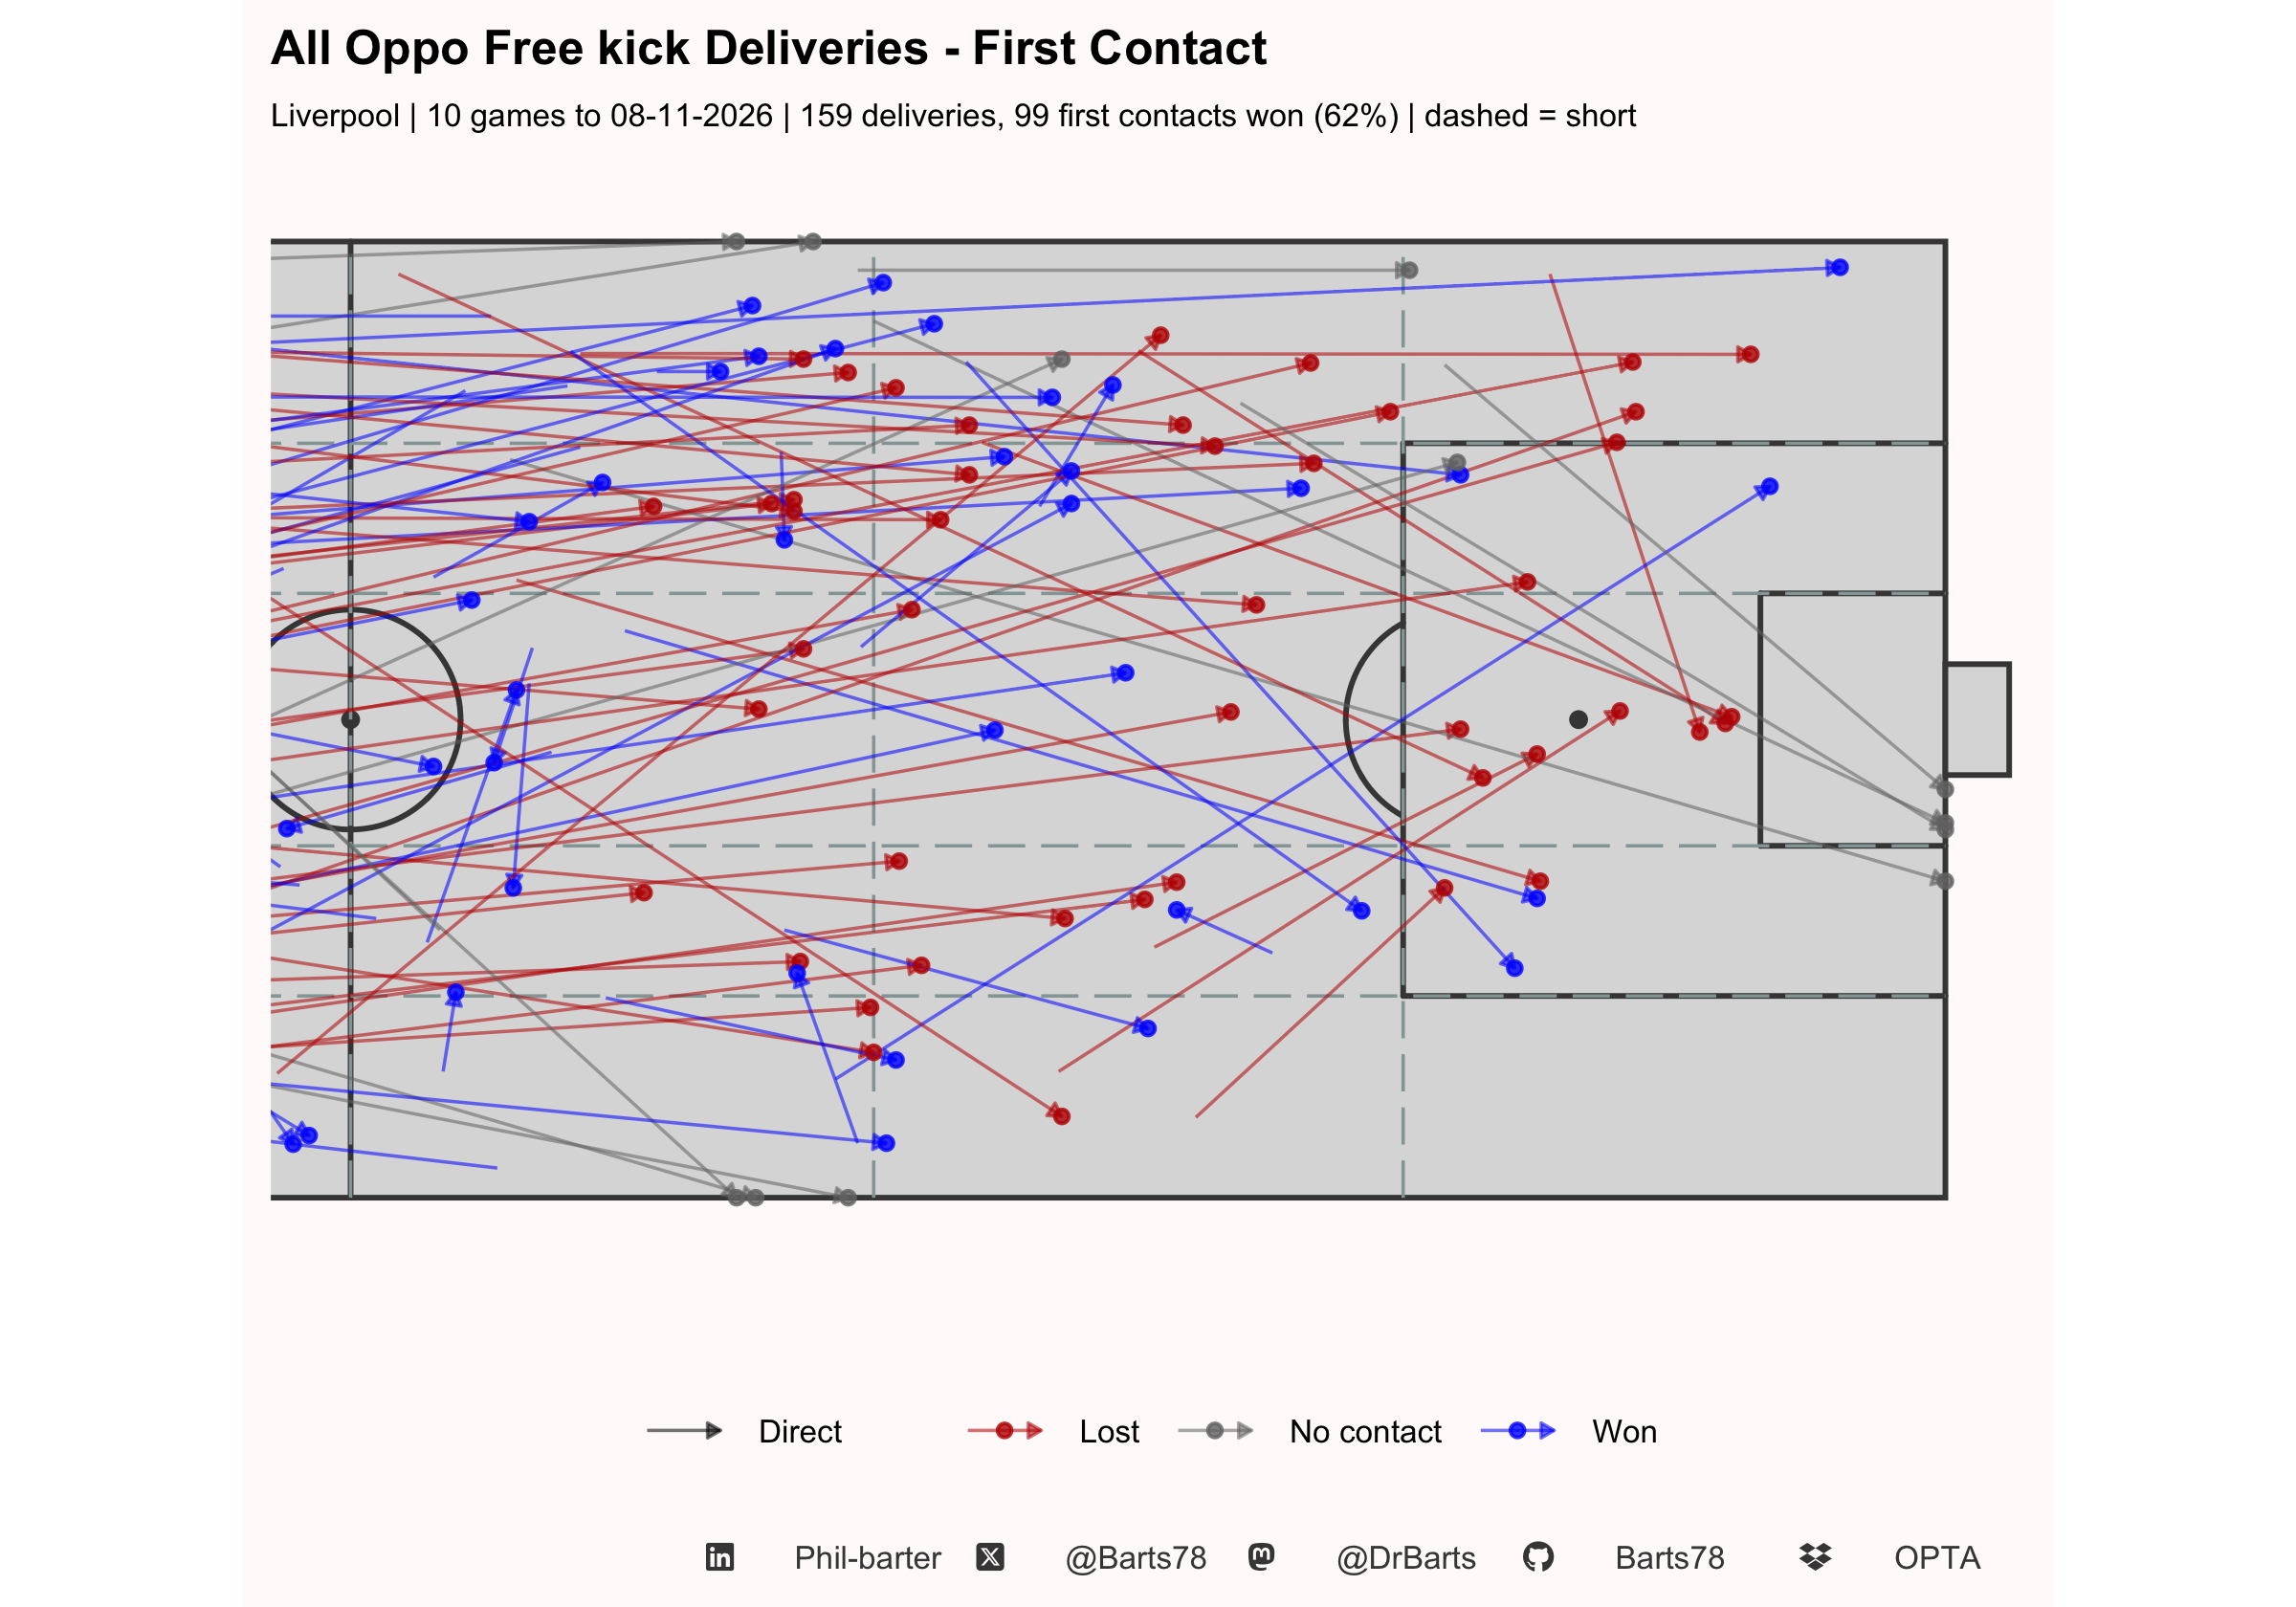 All Oppo Free kick Deliveries - First Contact
Liverpool | 10 games to 08-11-2026 | 159 deliveries, 99 first contacts won (62%) | dashed = short
Direct Lost No contact Won
Phil-barter @Barts78 @DrBarts Barts78 OPTA